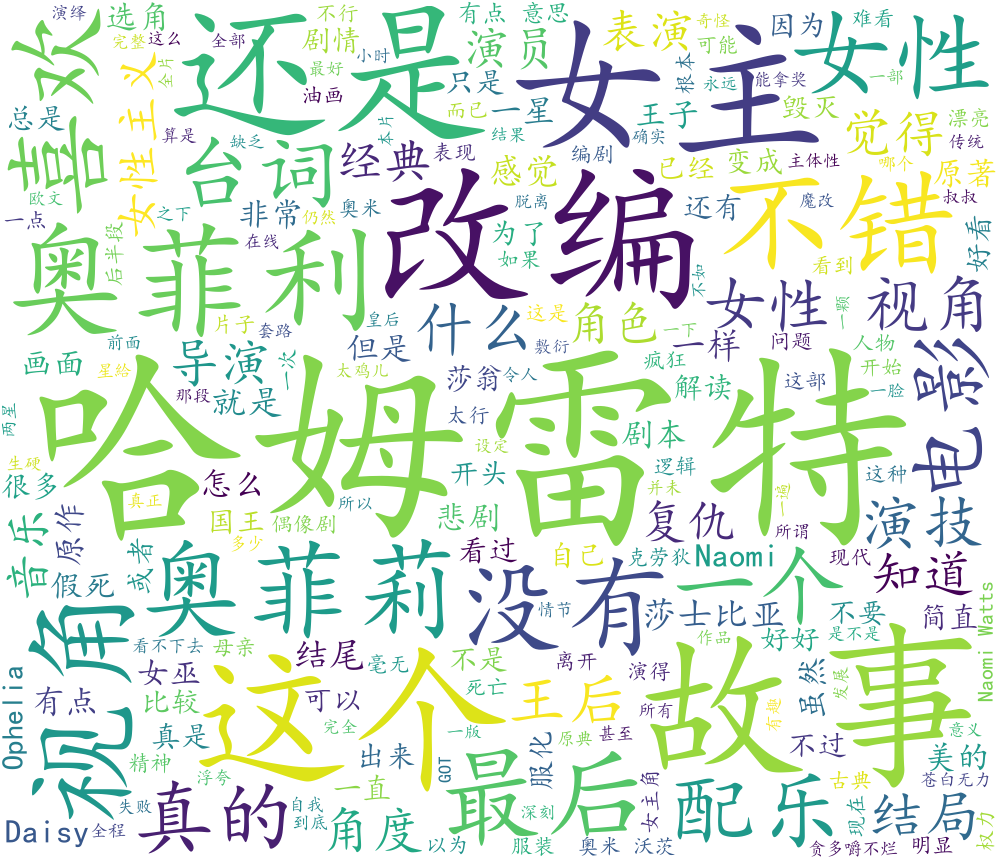 演绎
选角
不行
有点
意思
表演
奇怪
因为
难看
喜欢
还是
女主
女性
完整
这么
全部
剧情
演员
可能
根本
永远
能拿奖
一部
全片
小时
最好
只是
总是
女性主义
油画
而已
一星
王子
毁灭
觉得
漂亮
传统
算是
缺乏
台词
经典
表现
本片
结果
确实
编剧
已经
变成
主体性
哪个
原著
感觉
改编
不错
欧文
一点
之下
非常
仍然
奥米
脱离
还有
魔改
叔叔
后半段
在线
为了
如果
看到
好看
奥菲利
不如
女性
视角
片子
皇后
什么
这是
角色
一下
一颗
画面
前面
导演
套路
但是
敷衍
一样
问题
人物
星给
一次
太鸡儿
疯狂
开始
那段
就是
莎翁
令人
解读
这部
一脸
电影
两星
哈姆雷特
太行
剧本
生硬
设定
开头
逻辑
这种
很多
怎么
真正
所以
并未
一遍
国王
偶像剧
悲剧
复仇
所谓
演技
音乐
原作
多少
或者
看过
自己
克劳狄
Naomi
现代
假死
奥菲莉
没有
一个
知道
情节
莎士比亚
不要
简直
Naomi Watts
视角
看不下去
母亲
结尾
毫无
不是
离开
作品
好好
是不是
Ophelia
女巫
死亡
演得
虽然
发展
有点
比较
这个
可以
王后
所有
故事
有趣
意义
真是
完全
一版
原典
甚至
不过
美的
精神
浮夸
出来
GOT
服化
女主角
古典
苍白无力
失败
真的
自我
到底
一直
最后
深刻
配乐
现在
结局
权力
Daisy
全程
角度
以为
服装
奥米
沃茨
贪多嚼不烂
明显